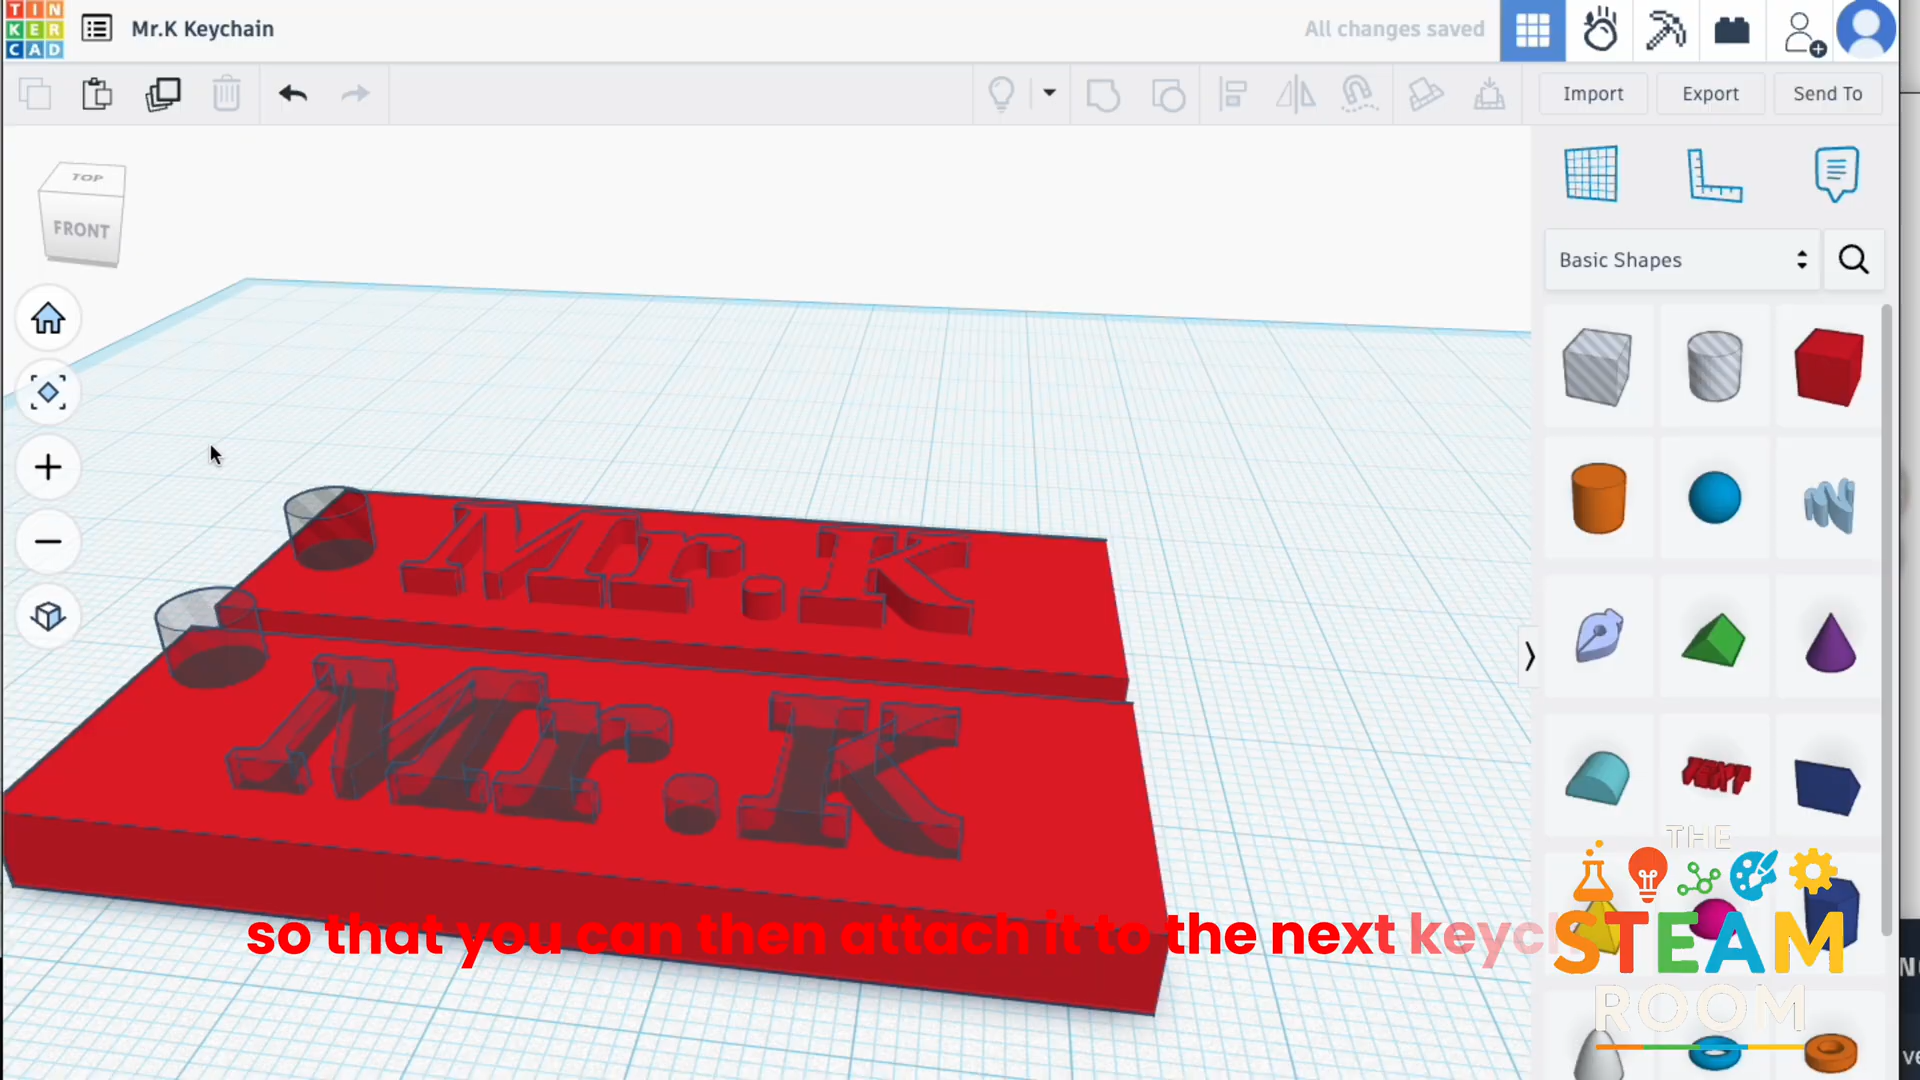 TIN
KER
CAD
Mr.K Keychain
All changes saved
Import
Export
Send To
TOP
FRONT
Basic Shapes
Mr.K
Mr.K
TEXT
so that you can then attach it to the next keyc
THE
STEAM
ROOM